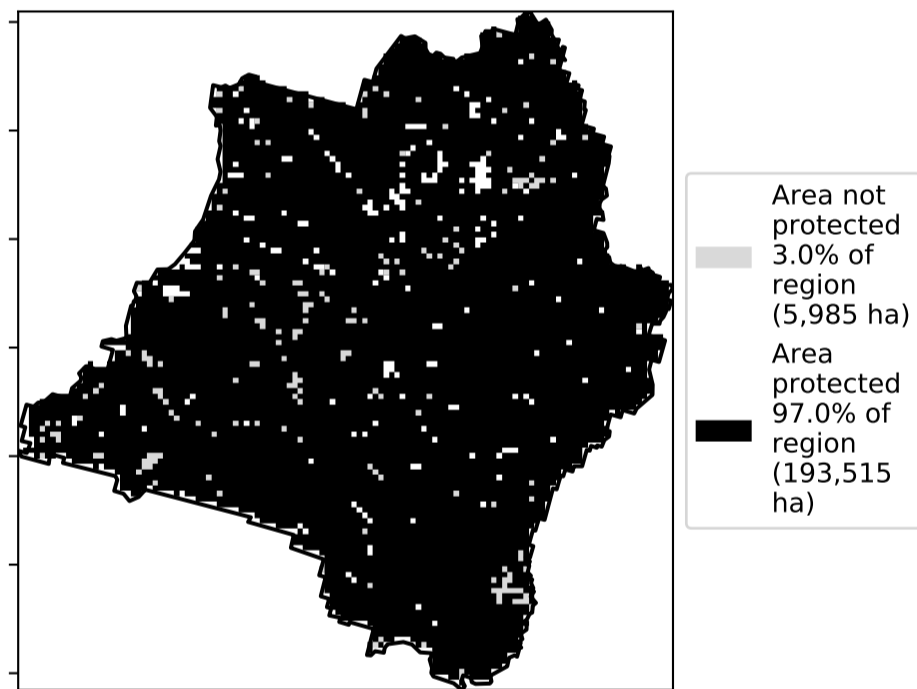 Area not
protected
3.0% of
region
(5,985 ha)
Area
protected
97.0% of
region
(193,515
ha)